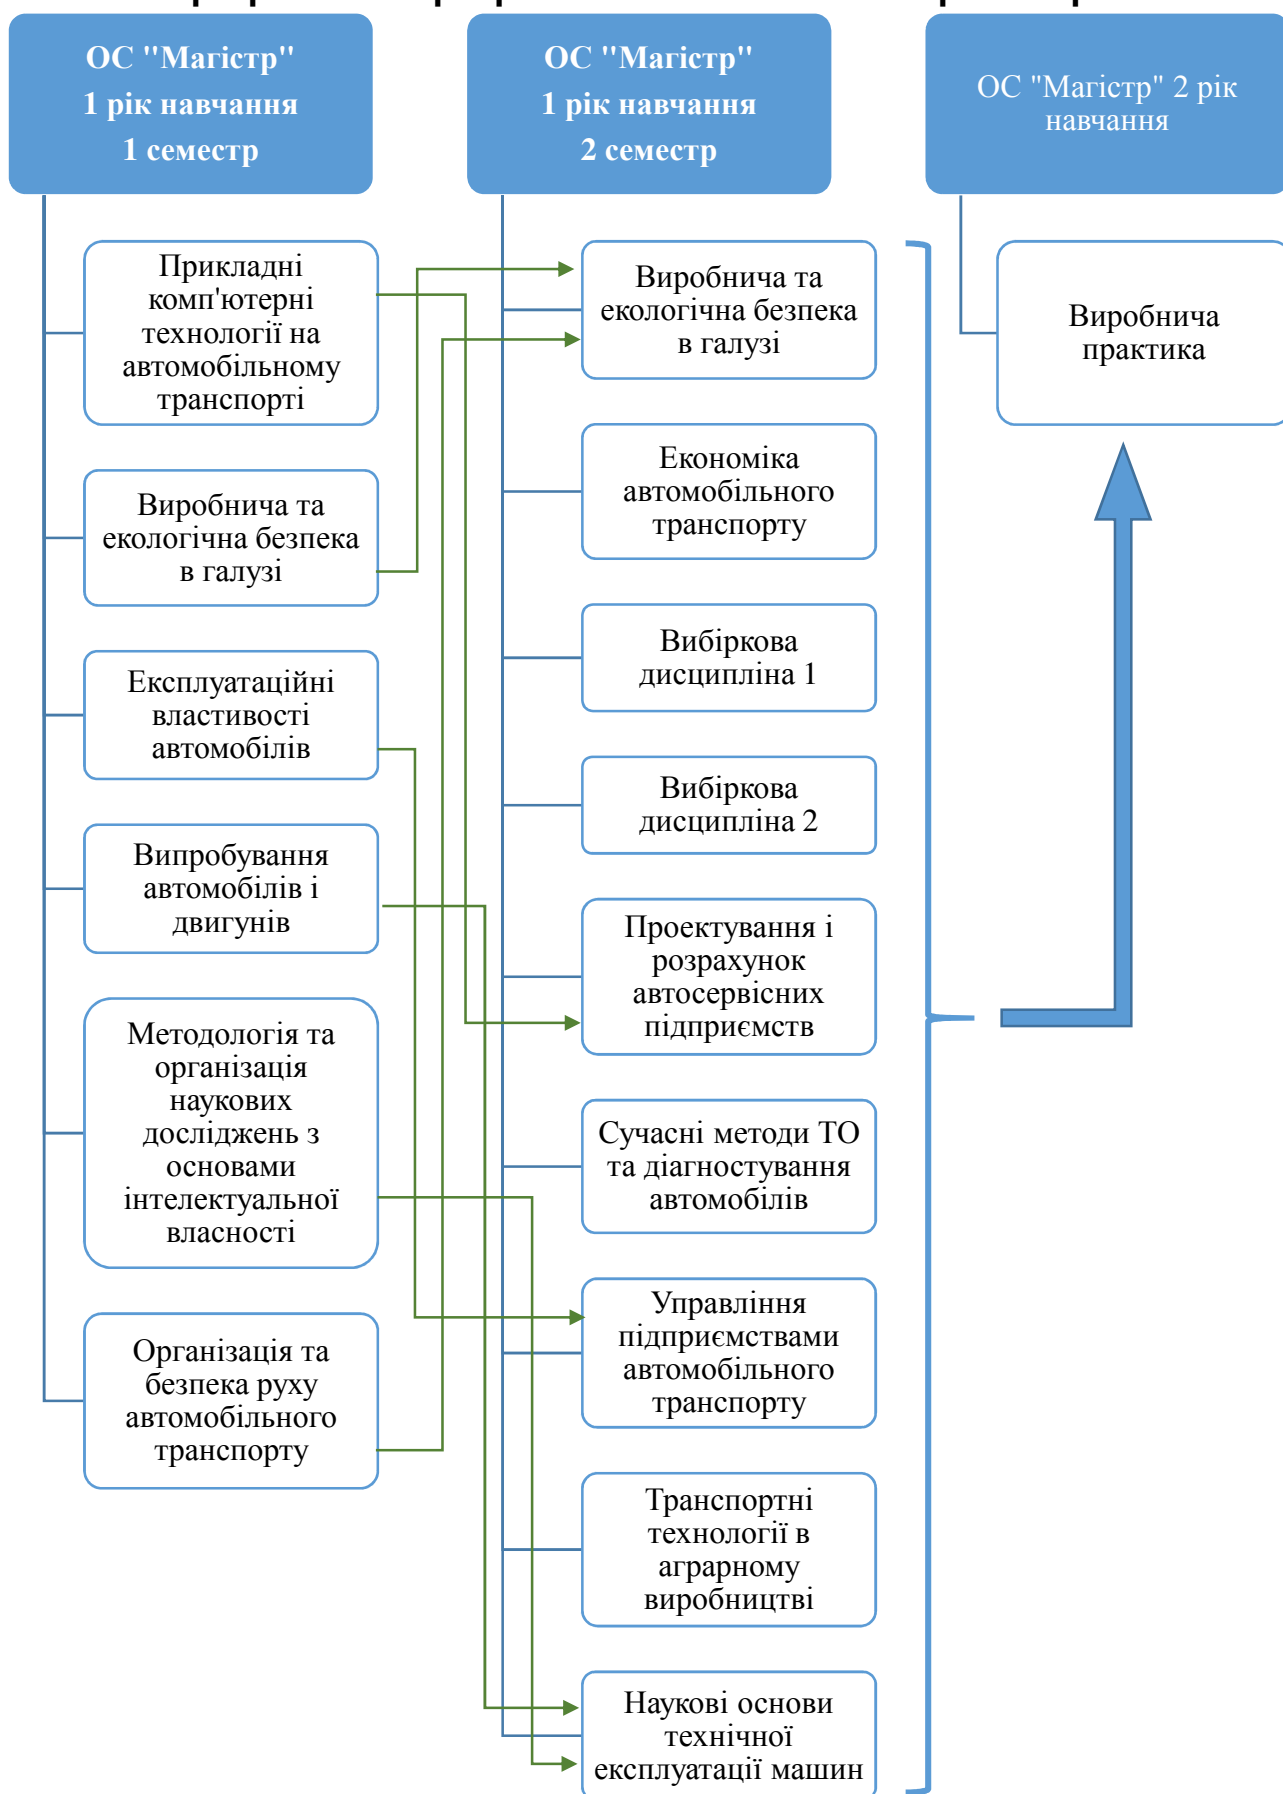 ОС "Магістр"
1 рік навчання
1 семестр
Прикладні
комп'ютерні
технології на
автомобільному
транспорті
Виробнича та
екологічна безпека
в галузі
Експлуатаційні
властивості
автомобілів
Випробування
автомобілів і
двигунів
Методологія та
організація
наукових
досліджень з
основами
інтелектуальної
власності
Організація та
безпека руху
автомобільного
транспорту
ОС "Магістр"
1 рік навчання
2 семестр
Виробнича та
екологічна безпека
в галузі
Економіка
автомобільного
транспорту
Вибіркова
дисципліна 1
Вибіркова
дисципліна 2
Проектування і
розрахунок
автосервісних
підприємств
Сучасні методи ТО
та діагностування
автомобілів
Управління
підприємствами
автомобільного
транспорту
Транспортні
технології в
аграрному
виробництві
Наукові основи
технічної
експлуатації машин
ОС "Магістр" 2 рік
навчання
Виробнича
практика